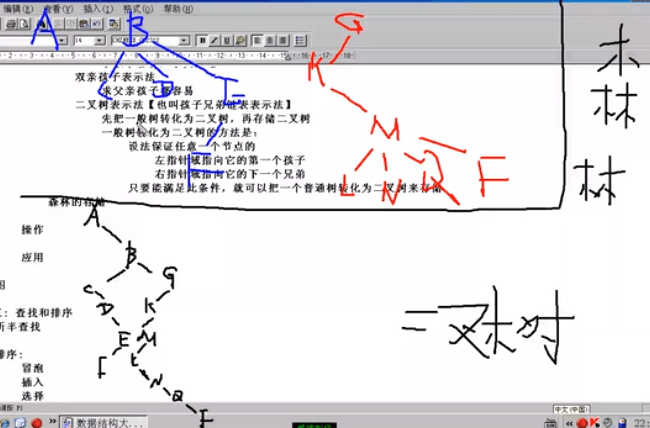 编辑(E) 查看(V) 插入(I) 格式(O) 帮助(H)
A B
G
C D E
K
F
M
L N Q F
双亲孩子表示法
求父亲孩子都容易
二叉树表示法【也叫孩子兄弟链表表示法】
先把一般树转化为二叉树,再存储二叉树
一般树转化为二叉树的方法是:
设法保证任意一个节点的
左指针域指向它的第一个孩子
右指针域指向它的下一个兄弟
只要能满足此条件,就可以把一个普通树转化为二叉树来存储
林
林
森林的存储
操作
应用
A
B
G
C
K
D
E M
F L
N
Q
F
二叉树
查找和排序
折半查找
排序:
冒泡
插入
选择
中文(中国)
数据结构大...
22: